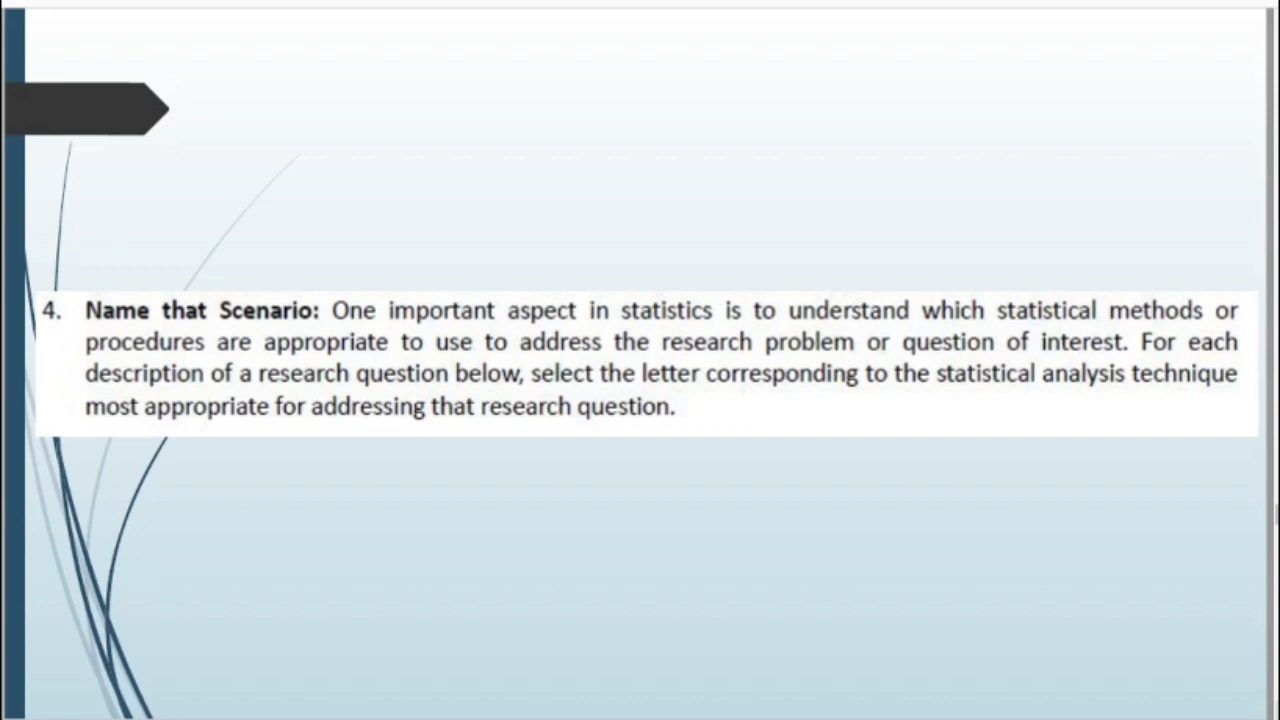 4. Name that Scenario: One important aspect in statistics is to understand which statistical methods or
procedures are appropriate to use to address the research problem or question of interest. For each
description of a research question below, select the letter corresponding to the statistical analysis technique
most appropriate for addressing that research question.